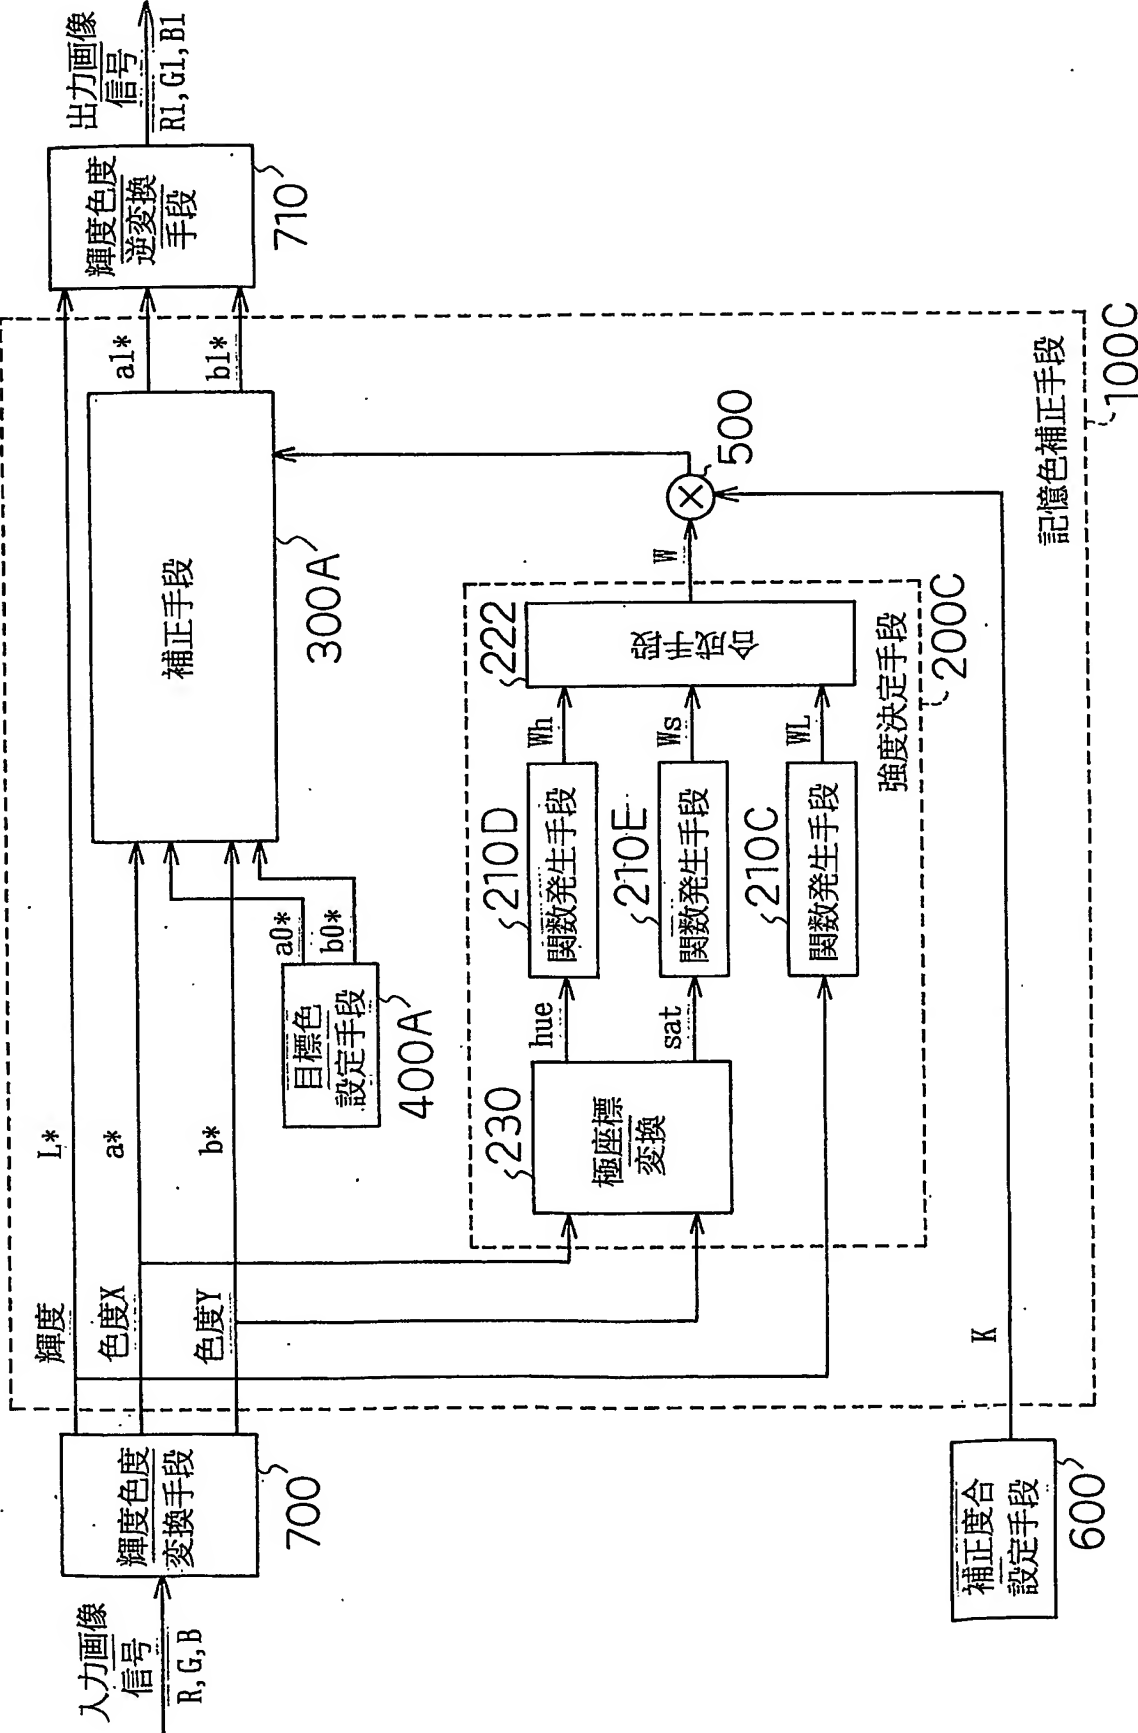 入力画像
信号
R,G,B
輝度色度
変換手段
700
輝度
L*
色度X
a*
色度Y
b*
目標色
設定手段
400A
a0*
b0*
補正手段
300A
a1*
b1*
輝度色度
逆変換
手段
710
出力画像
信号
R1,G1,B1
230
極座標
変換
hue
sat
210D
関数発生手段
Wh
210E
関数発生手段
Ws
210C
関数発生手段
WL
222
合成
手段
W
500
強度決定手段
200C
補正度合
設定手段
600
K
記憶色補正手段
100C